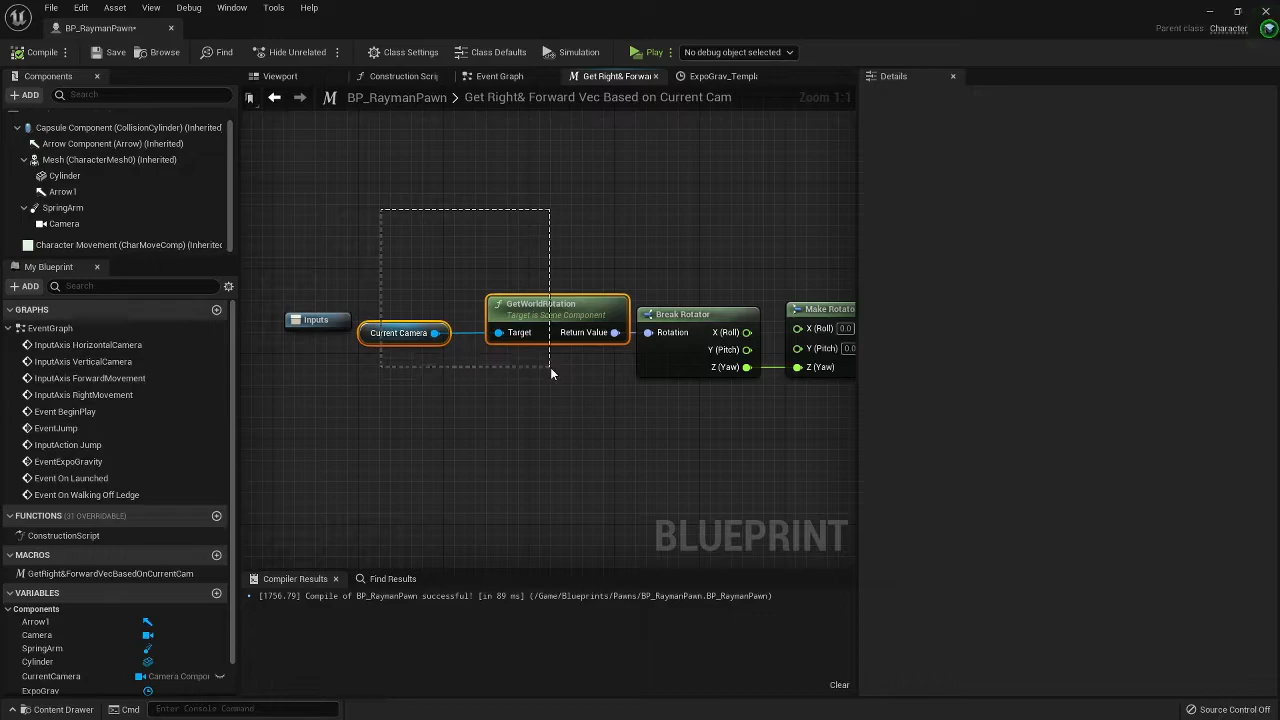 File Edit Asset View Debug Window Tools Help
BP_RaymanPawn*
Parent class: Character
Compile Save Browse Find Hide Unrelated Class Settings Class Defaults Simulation Play No debug object selected
Components
+ ADD Search
Capsule Component (CollisionCylinder) (Inherited)
Arrow Component (Arrow) (Inherited)
Mesh (CharacterMesh0) (Inherited)
Cylinder
Arrow1
SpringArm
Camera
Character Movement (CharMoveComp) (Inherited
My Blueprint
+ ADD Search
GRAPHS
EventGraph
InputAxis HorizontalCamera
InputAxis VerticalCamera
InputAxis ForwardMovement
InputAxis RightMovement
Event BeginPlay
EventJump
InputAction Jump
EventExpoGravity
Event On Launched
Event On Walking Off Ledge
FUNCTIONS (31 OVERRIDABLE)
ConstructionScript
MACROS
GetRight&ForwardVecBasedOnCurrentCam
VARIABLES
Components
Arrow1
Camera
SpringArm
Cylinder
CurrentCamera Camera Compor
ExpoGrav
Viewport Construction Scrip Event Graph Get Right& Forwar ExpoGrav_Templa
BP_RaymanPawn > Get Right& Forward Vec Based on Current Cam Zoom 1:1
Inputs
Current Camera
GetWorldRotation
Target is Scene Component
Target Return Value
Break Rotator
Rotation X (Roll)
Y (Pitch)
Z (Yaw)
Make Rotato
X (Roll) 0.0
Y (Pitch) 0.0
Z (Yaw)
BLUEPRINT
Compiler Results Find Results
[1756.79] Compile of BP_RaymanPawn successful! [in 89 ms] (/Game/Blueprints/Pawns/BP_RaymanPawn.BP_RaymanPawn)
Clear
Details
Content Drawer Cmd Enter Console Command... Source Control Off